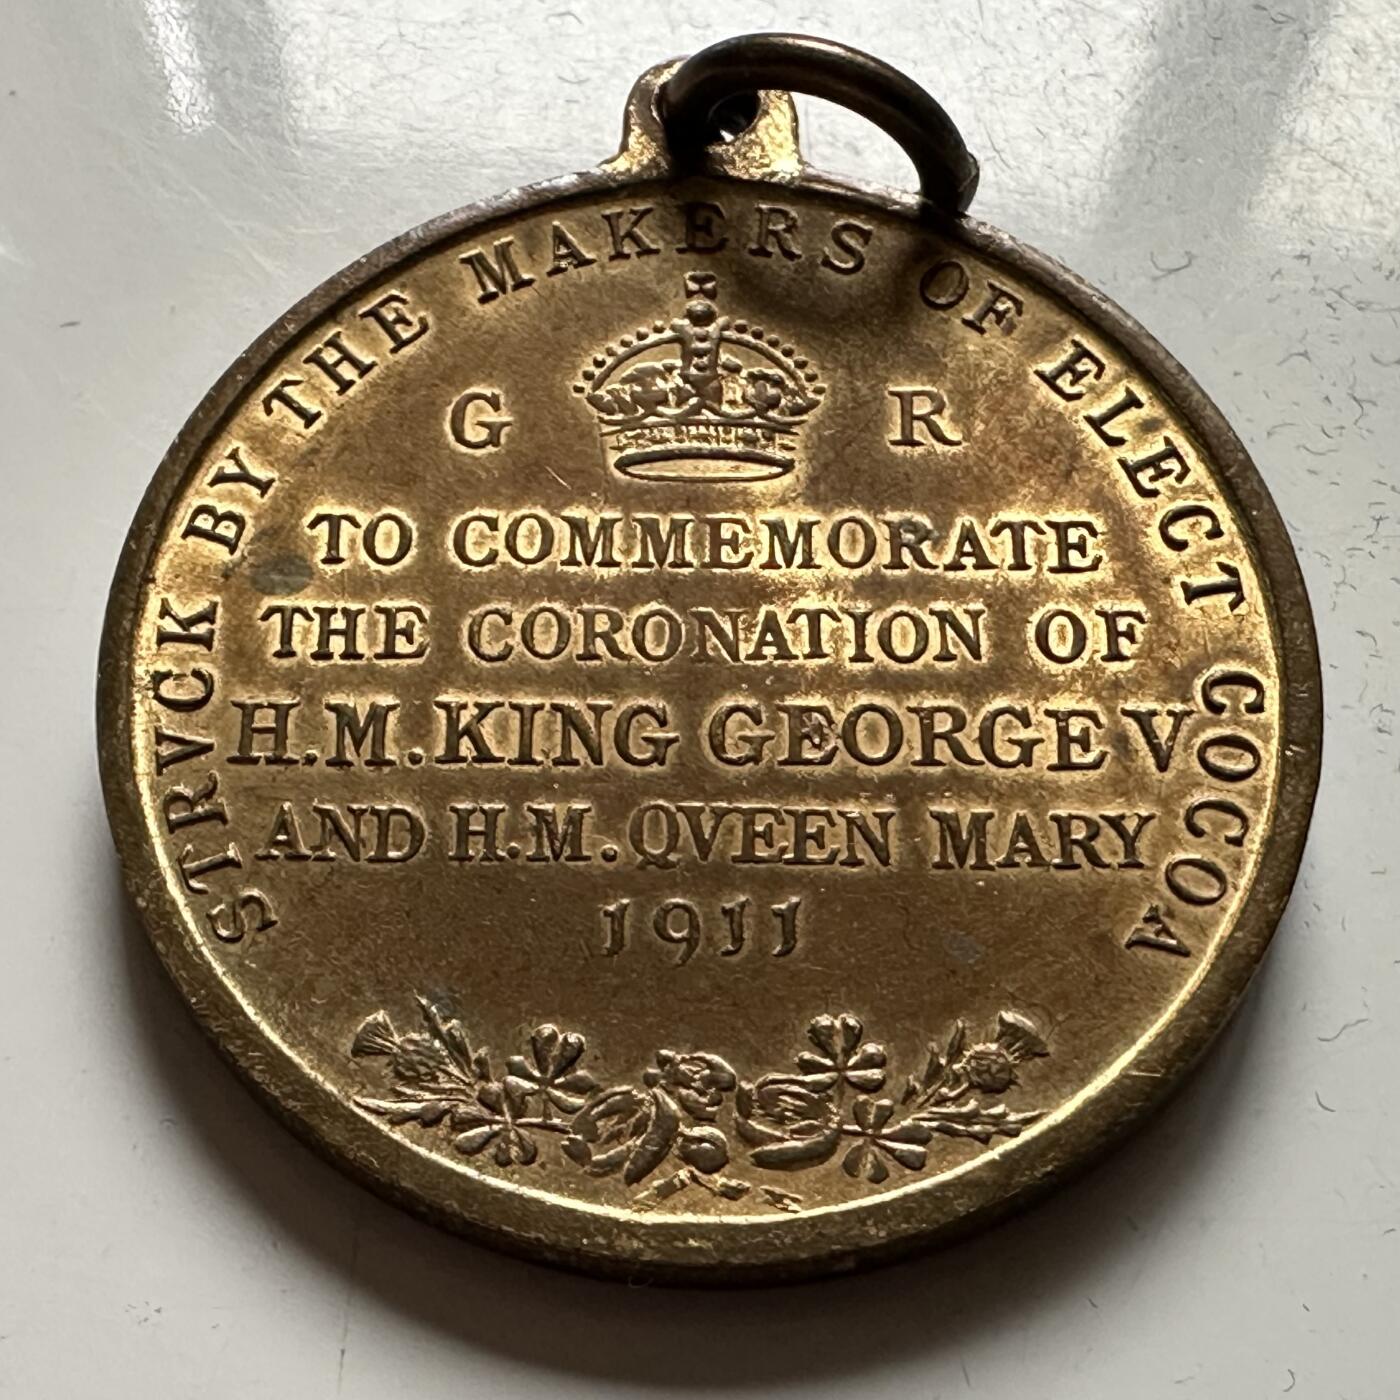 STRVCK BY THE MAKERS OF ELECT COCOA
G R
TO COMMEMORATE
THE CORONATION OF
H.M. KING GEORGE V
AND H.M. QVEEN MARY
1911